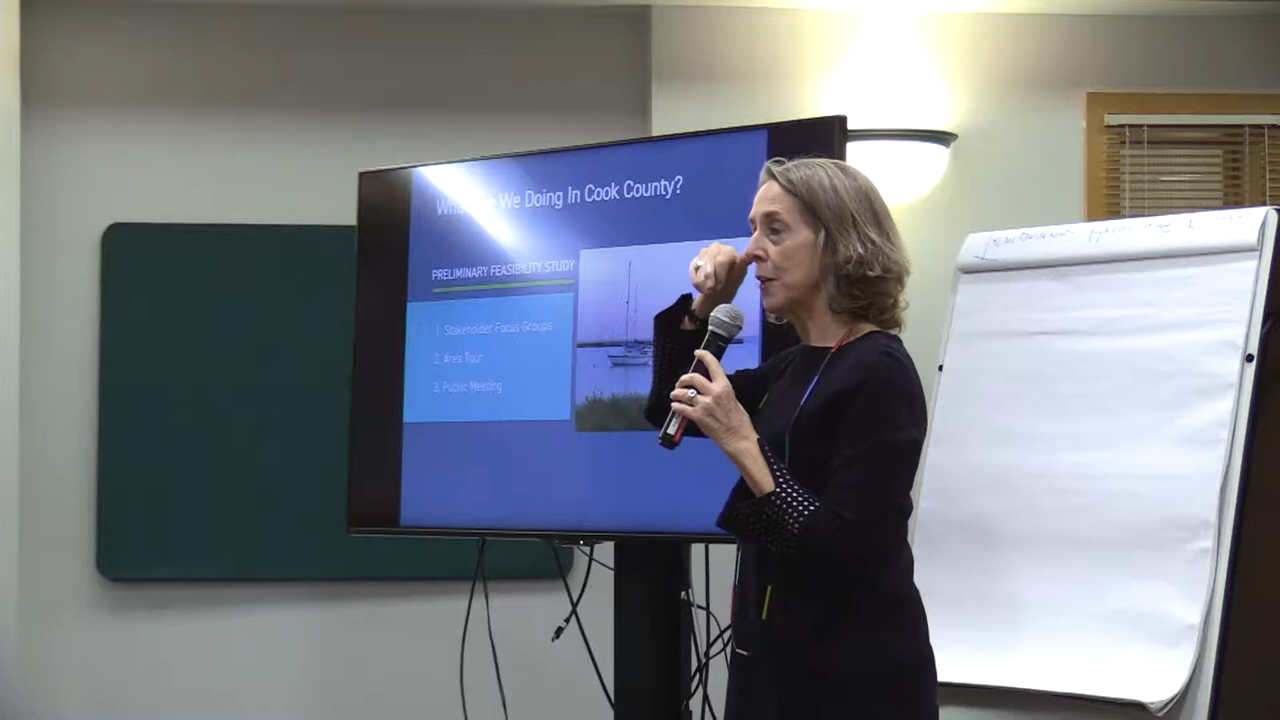 We Doing In Cook County?
PRELIMINARY FEASIBILITY STUDY
1. Stakeholder Focus Groups
2. Area Tour
3. Public Meeting